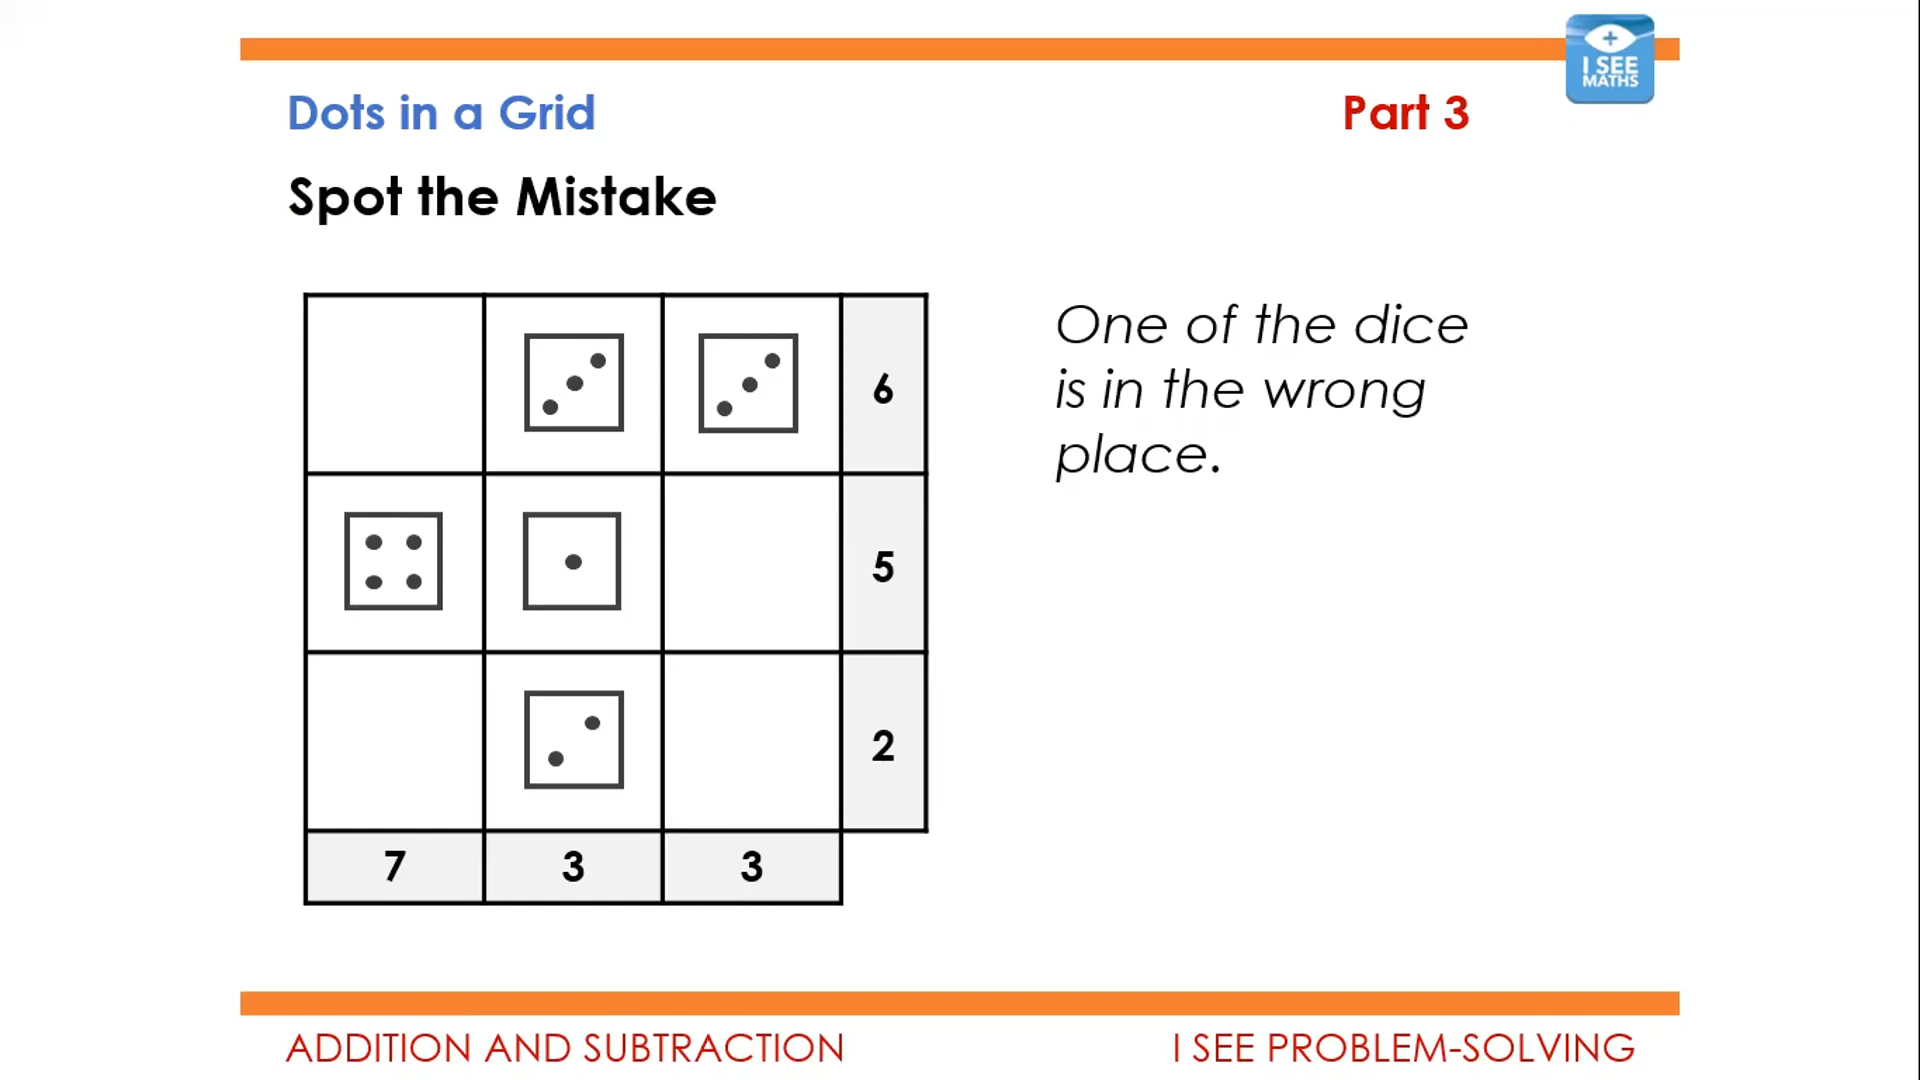 I SEE
MATHS
Dots in a Grid
Part 3
Spot the Mistake
One of the dice
is in the wrong
place.
6
5
2
7 3 3
ADDITION AND SUBTRACTION
I SEE PROBLEM-SOLVING